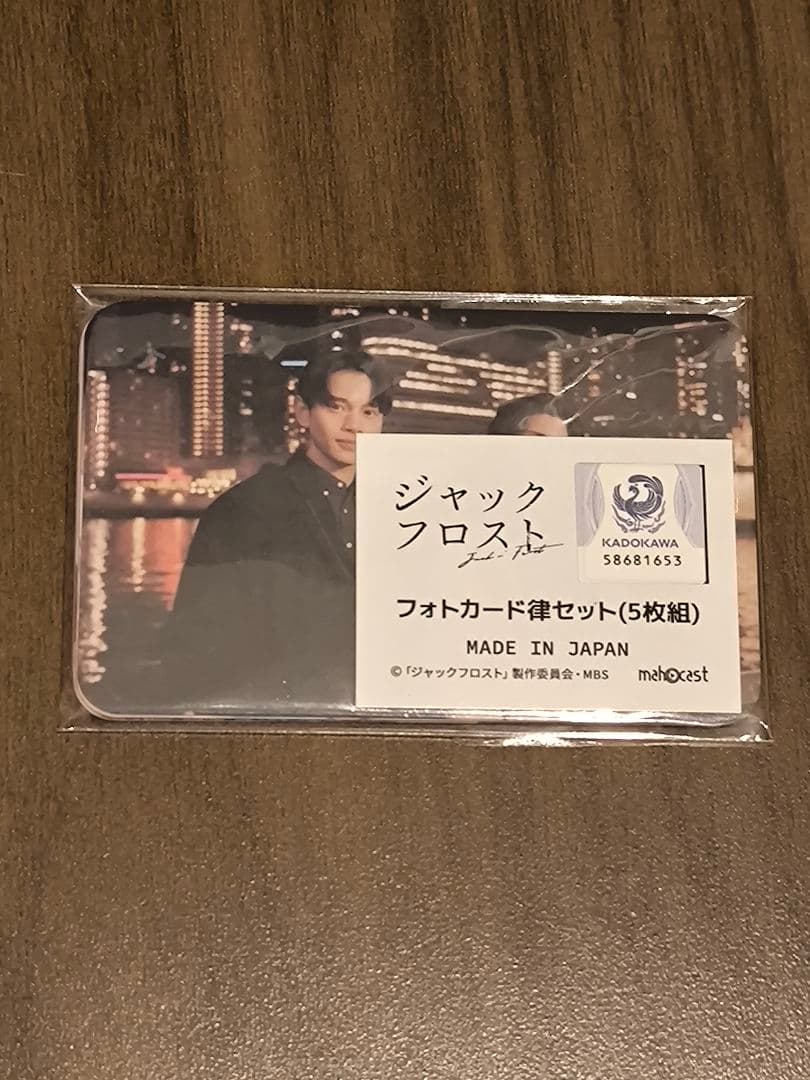 ジャック
フロスト
Jack o' Frost
KADOKAWA
58681653
フォトカード律セット(5枚組)
MADE IN JAPAN
©「ジャックフロスト」製作委員会・MBS
mahocast